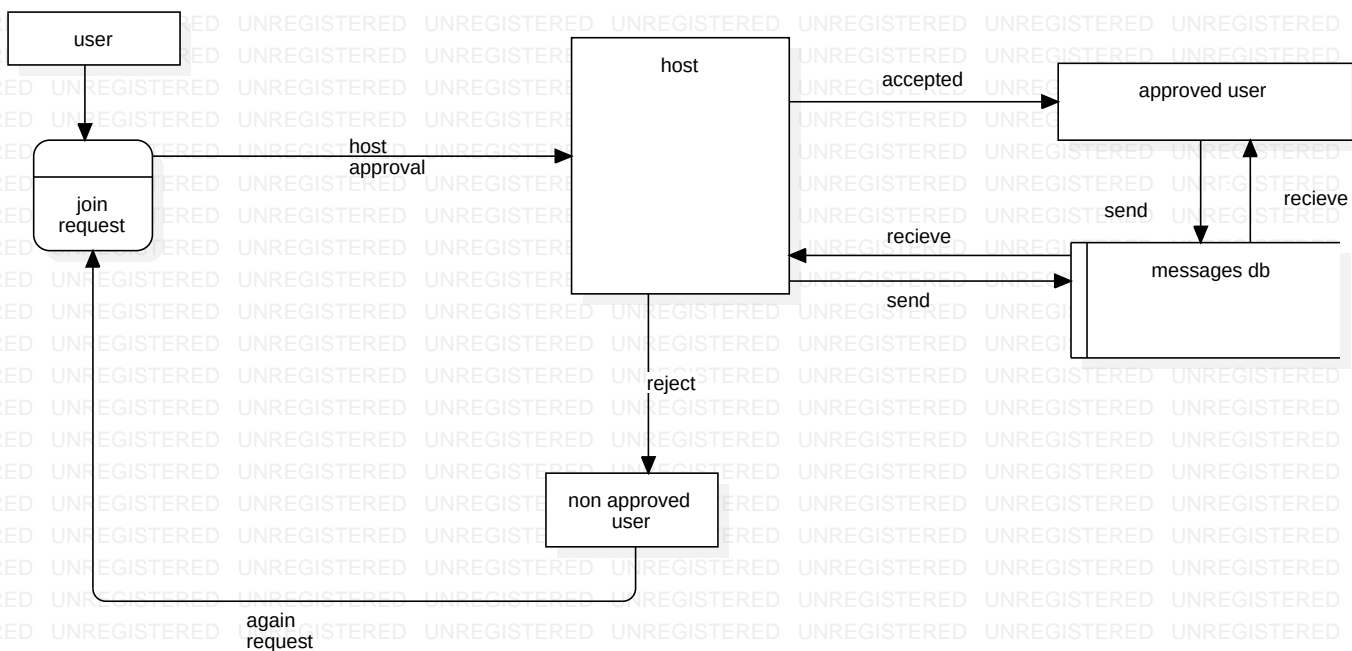 user
host
accepted
approved user
host
approval
join
request
send
recieve
recieve
messages db
send
reject
non approved
user
again
request
UNREGISTERED